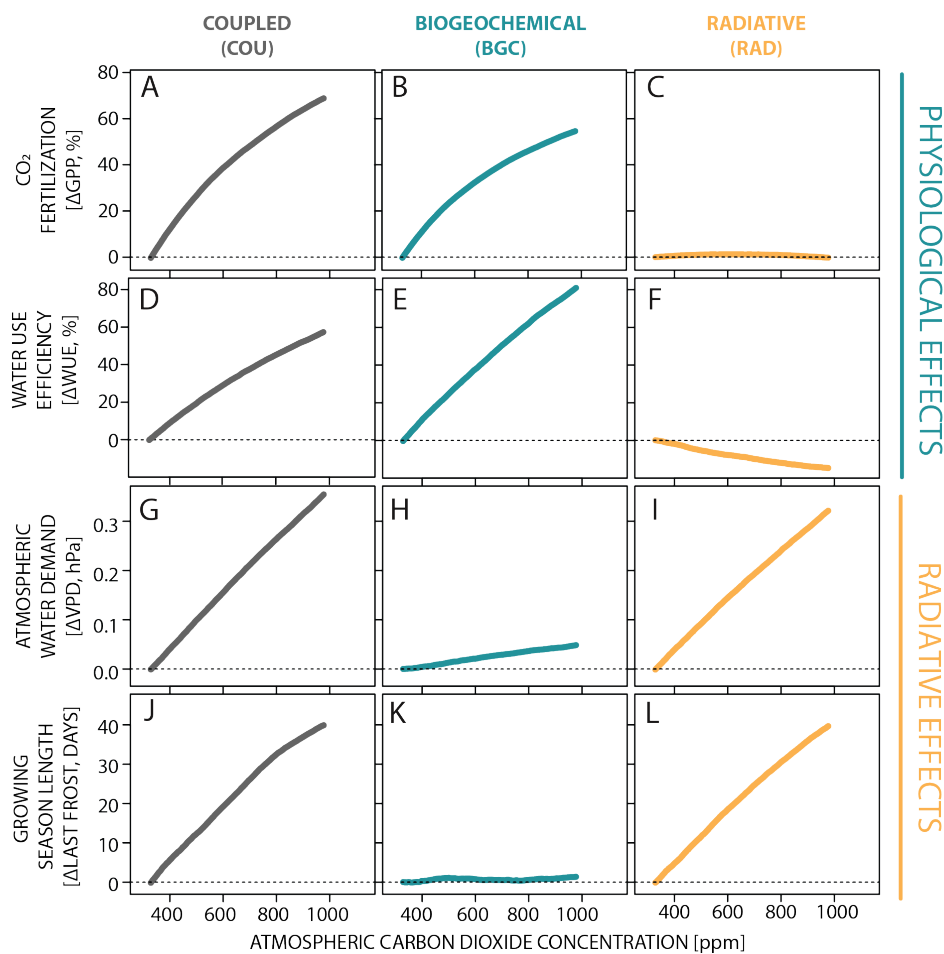 COUPLED
(COU)
BIOGEOCHEMICAL
(BGC)
RADIATIVE
(RAD)
CO₂
FERTILIZATION
[ΔGPP, %]
80
60
40
20
0
A
B
C
WATER USE
EFFICIENCY
[ΔWUE, %]
80
60
40
20
0
D
E
F
PHYSIOLOGICAL EFFECTS
ATMOSPHERIC
WATER DEMAND
[ΔVPD, hPa]
0.3
0.2
0.1
0.0
G
H
I
GROWING
SEASON LENGTH
[ΔLAST FROST, DAYS]
40
30
20
10
0
J
K
L
RADIATIVE EFFECTS
400 600 800 1000 400 600 800 1000 400 600 800 1000
ATMOSPHERIC CARBON DIOXIDE CONCENTRATION [ppm]